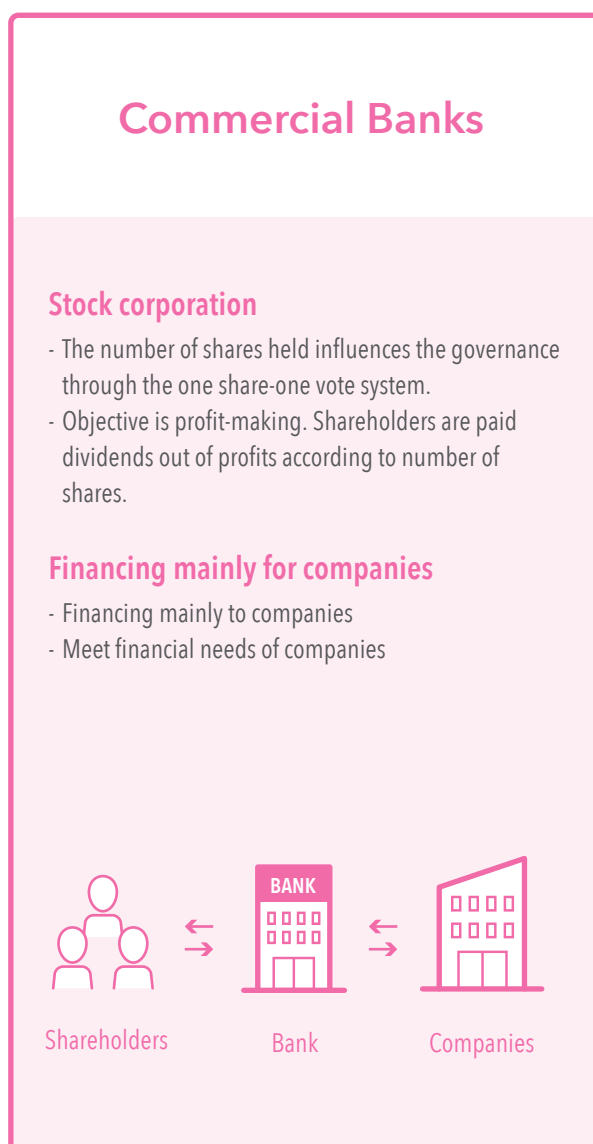 Commercial Banks
Stock corporation
- The number of shares held influences the governance
through the one share-one vote system.
- Objective is profit-making. Shareholders are paid
dividends out of profits according to number of
shares.
Financing mainly for companies
- Financing mainly to companies
- Meet financial needs of companies
BANK
Shareholders
Bank
Companies